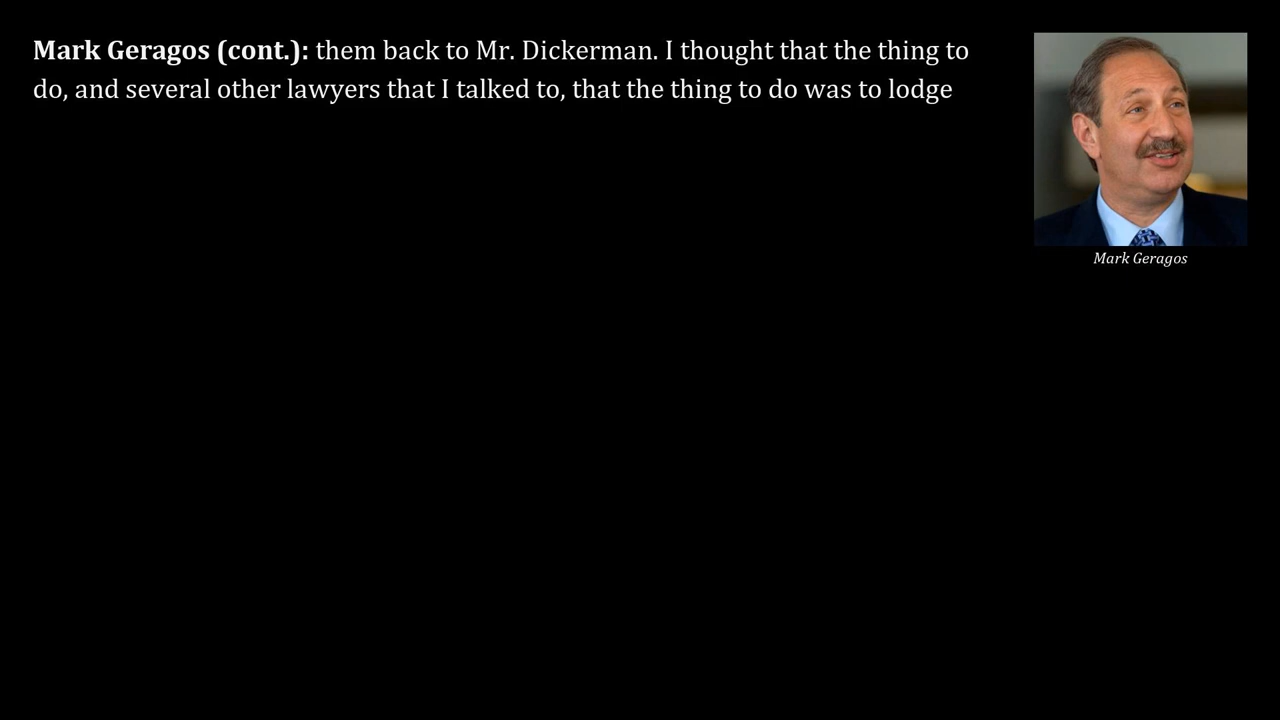 Mark Geragos (cont.): them back to Mr. Dickerman. I thought that the thing to
do, and several other lawyers that I talked to, that the thing to do was to lodge
Mark Geragos